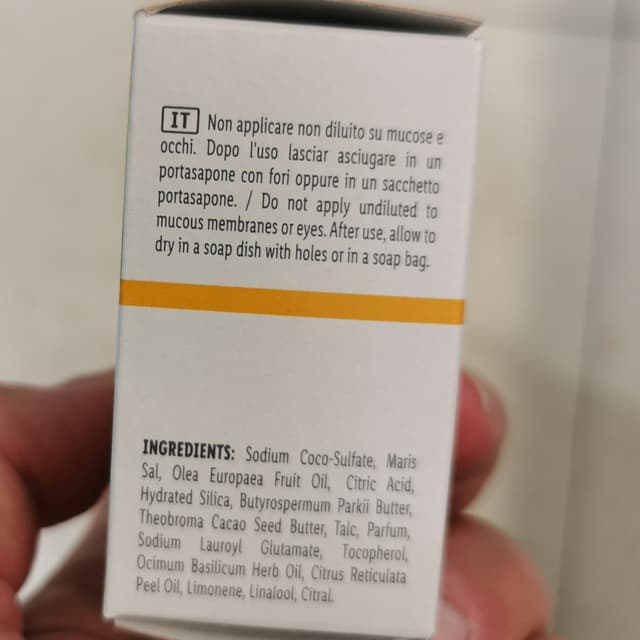 IT Non applicare non diluito su mucose e
occhi. Dopo l'uso lasciar asciugare in un
portasapone con fori oppure in un sacchetto
portasapone. / Do not apply undiluted to
mucous membranes or eyes. After use, allow to
dry in a soap dish with holes or in a soap bag.
INGREDIENTS: Sodium Coco-Sulfate, Maris
Sal, Olea Europaea Fruit Oil, Citric Acid,
Hydrated Silica, Butyrospermum Parkii Butter,
Theobroma Cacao Seed Butter, Talc, Parfum,
Sodium Lauroyl Glutamate, Tocopherol,
Ocimum Basilicum Herb Oil, Citrus Reticulata
Peel Oil, Limonene, Linalool, Citral.